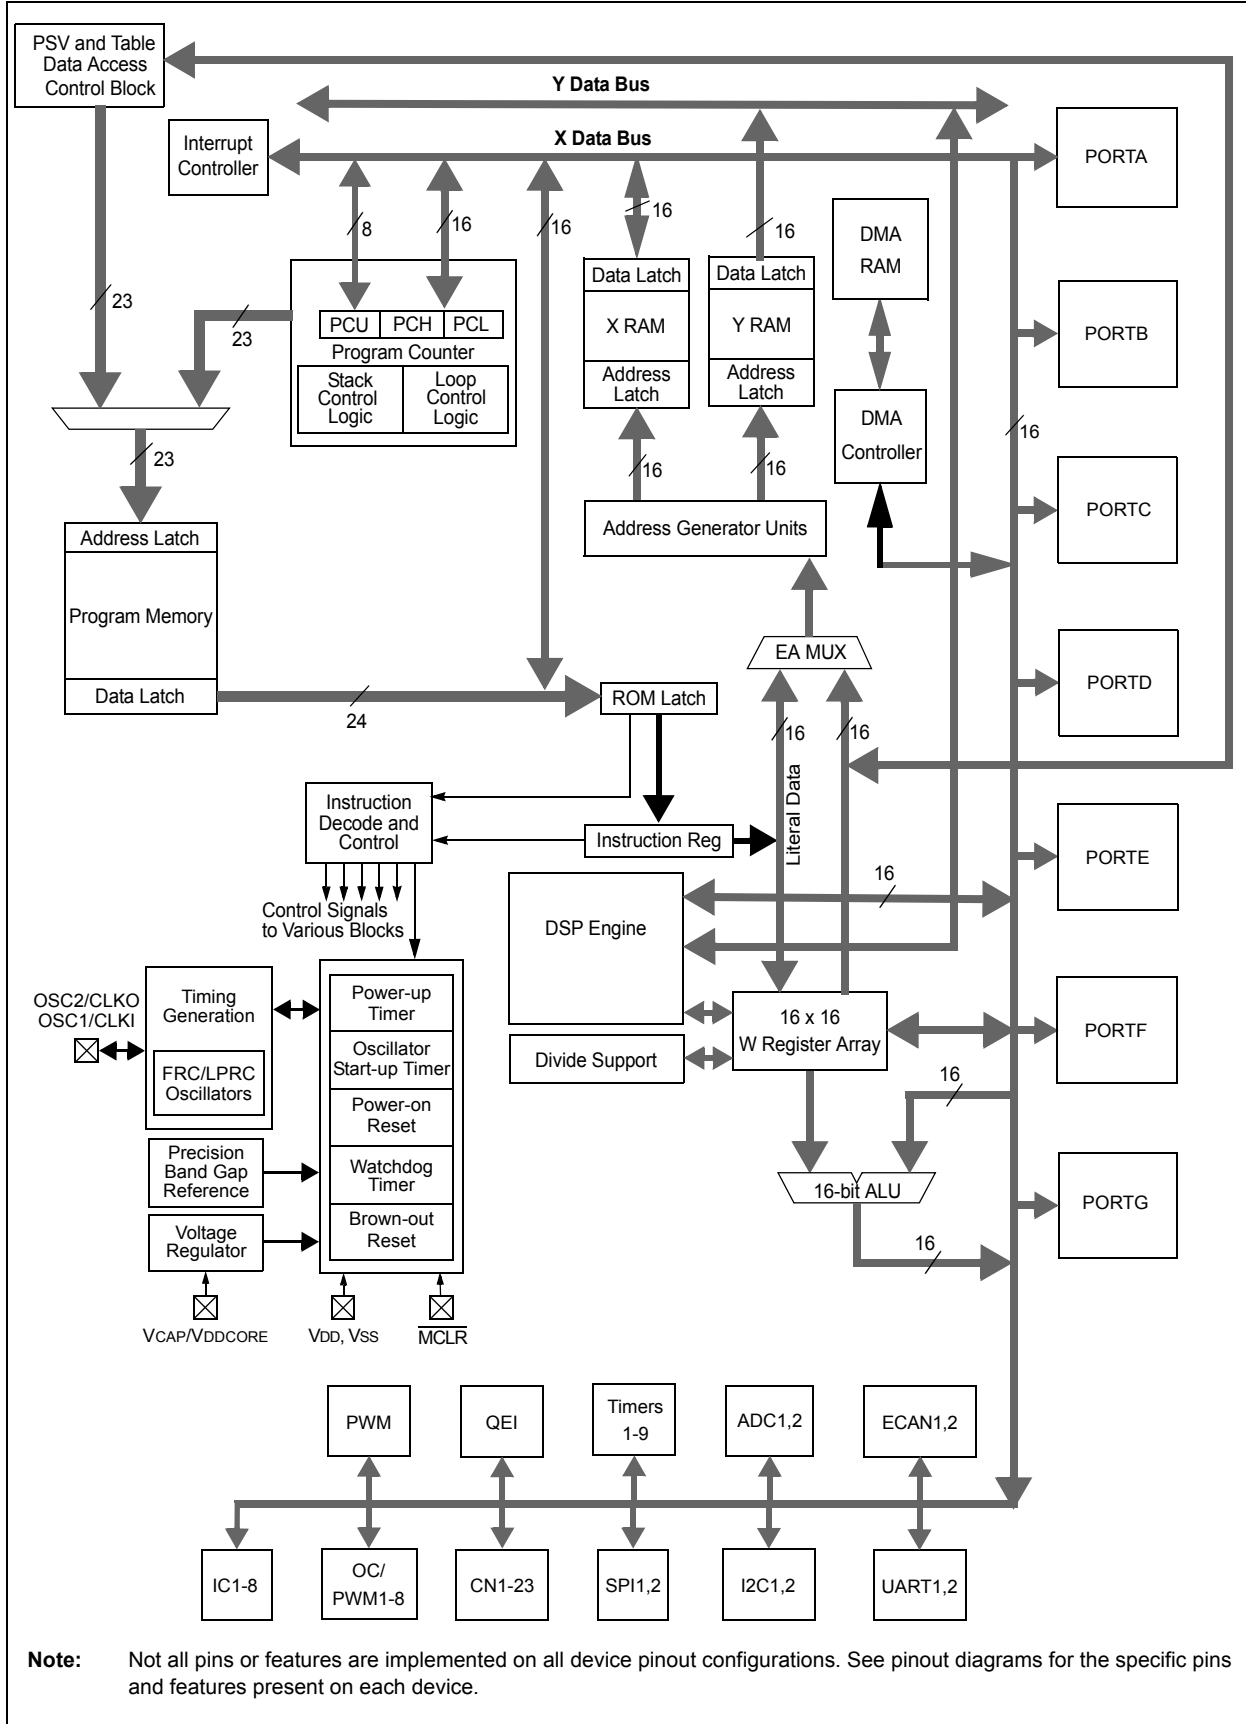 PSV and Table
Data Access
Control Block
Y Data Bus
X Data Bus
Interrupt
Controller
PORTA
8
16
16
16
16
DMA
RAM
Data Latch
X RAM
Address
Latch
Data Latch
Y RAM
Address
Latch
23
23
PCU
PCH
PCL
Program Counter
Stack
Control
Logic
Loop
Control
Logic
PORTB
DMA
Controller
16
23
16
16
PORTC
Address Generator Units
Address Latch
Program Memory
Data Latch
EA MUX
PORTD
24
ROM Latch
16
16
Literal Data
Instruction
Decode and
Control
Instruction Reg
PORTE
Control Signals
to Various Blocks
DSP Engine
16
OSC2/CLKO
OSC1/CLKI
Timing
Generation
FRC/LPRC
Oscillators
Power-up
Timer
Oscillator
Start-up Timer
Power-on
Reset
Watchdog
Timer
Brown-out
Reset
16 x 16
W Register Array
PORTF
Divide Support
16
Precision
Band Gap
Reference
16-bit ALU
PORTG
Voltage
Regulator
16
VCAP/VDDCORE
VDD, VSS
MCLR
PWM
QEI
Timers
1-9
ADC1,2
ECAN1,2
IC1-8
OC/
PWM1-8
CN1-23
SPI1,2
I2C1,2
UART1,2
Note: Not all pins or features are implemented on all device pinout configurations. See pinout diagrams for the specific pins
and features present on each device.